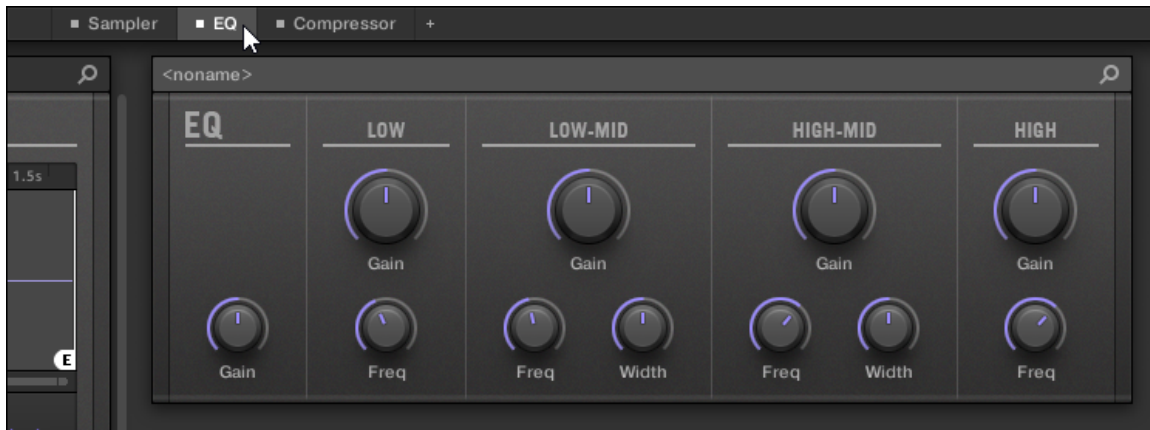 Sampler EQ Compressor +
<noname>
EQ LOW LOW-MID HIGH-MID HIGH
1.5s
Gain Gain Gain Gain
E
Gain Freq Freq Width Freq Width Freq